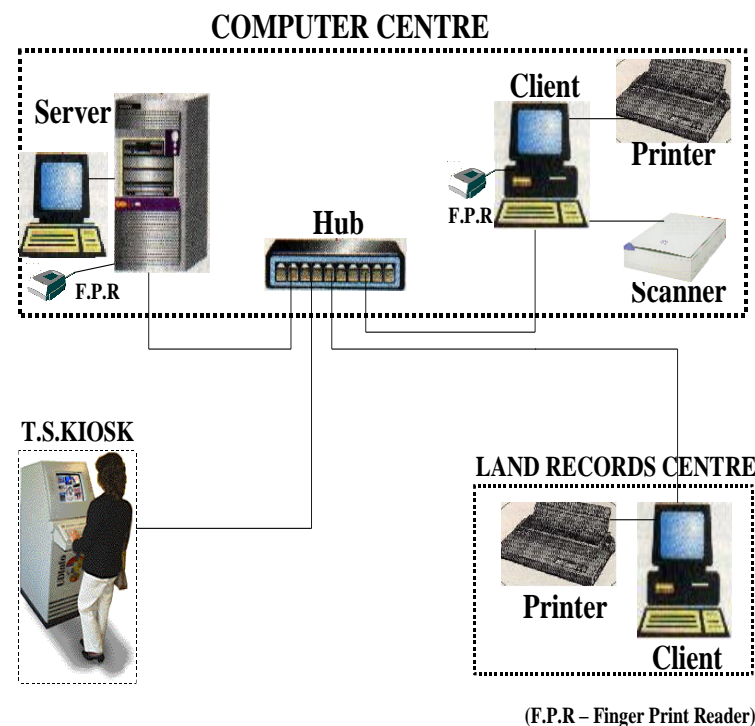 COMPUTER CENTRE
Server
Client
Printer
F.P.R
Hub
F.P.R
Scanner
T.S.KIOSK
LAND RECORDS CENTRE
Printer
Client
(F.P.R – Finger Print Reader)